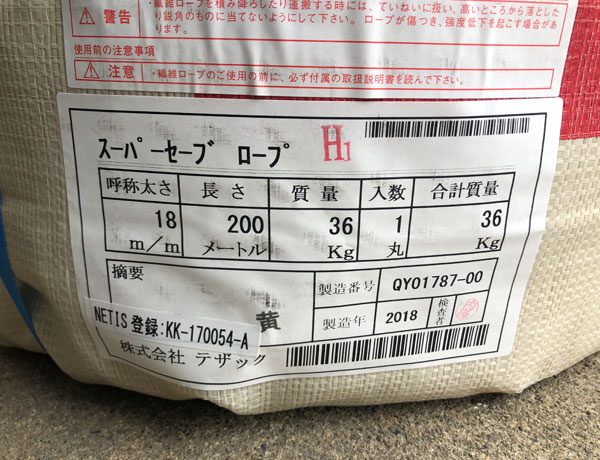 警告
・繊維ロープを積み降ろしたり運搬する時には、ていねいに扱い、高いところから落とした
り鋭角のものに当てないようにして下さい。ロープが傷つき、強度低下を起こす場合があ
ります。
使用前の注意事項
注意 ・繊維ロープのご使用の前に、必ず付属の取扱説明書を読んで下さい。
スーパーセーブ ロープ H1
呼称太さ 長さ 質量 入数 合計質量
18 m/m 200 メートル 36 Kg 1 丸 36 Kg
摘要 製造番号 QY01787-00
黄 製造年 2018 検査者
NETIS登録:KK-170054-A
株式会社 テザック